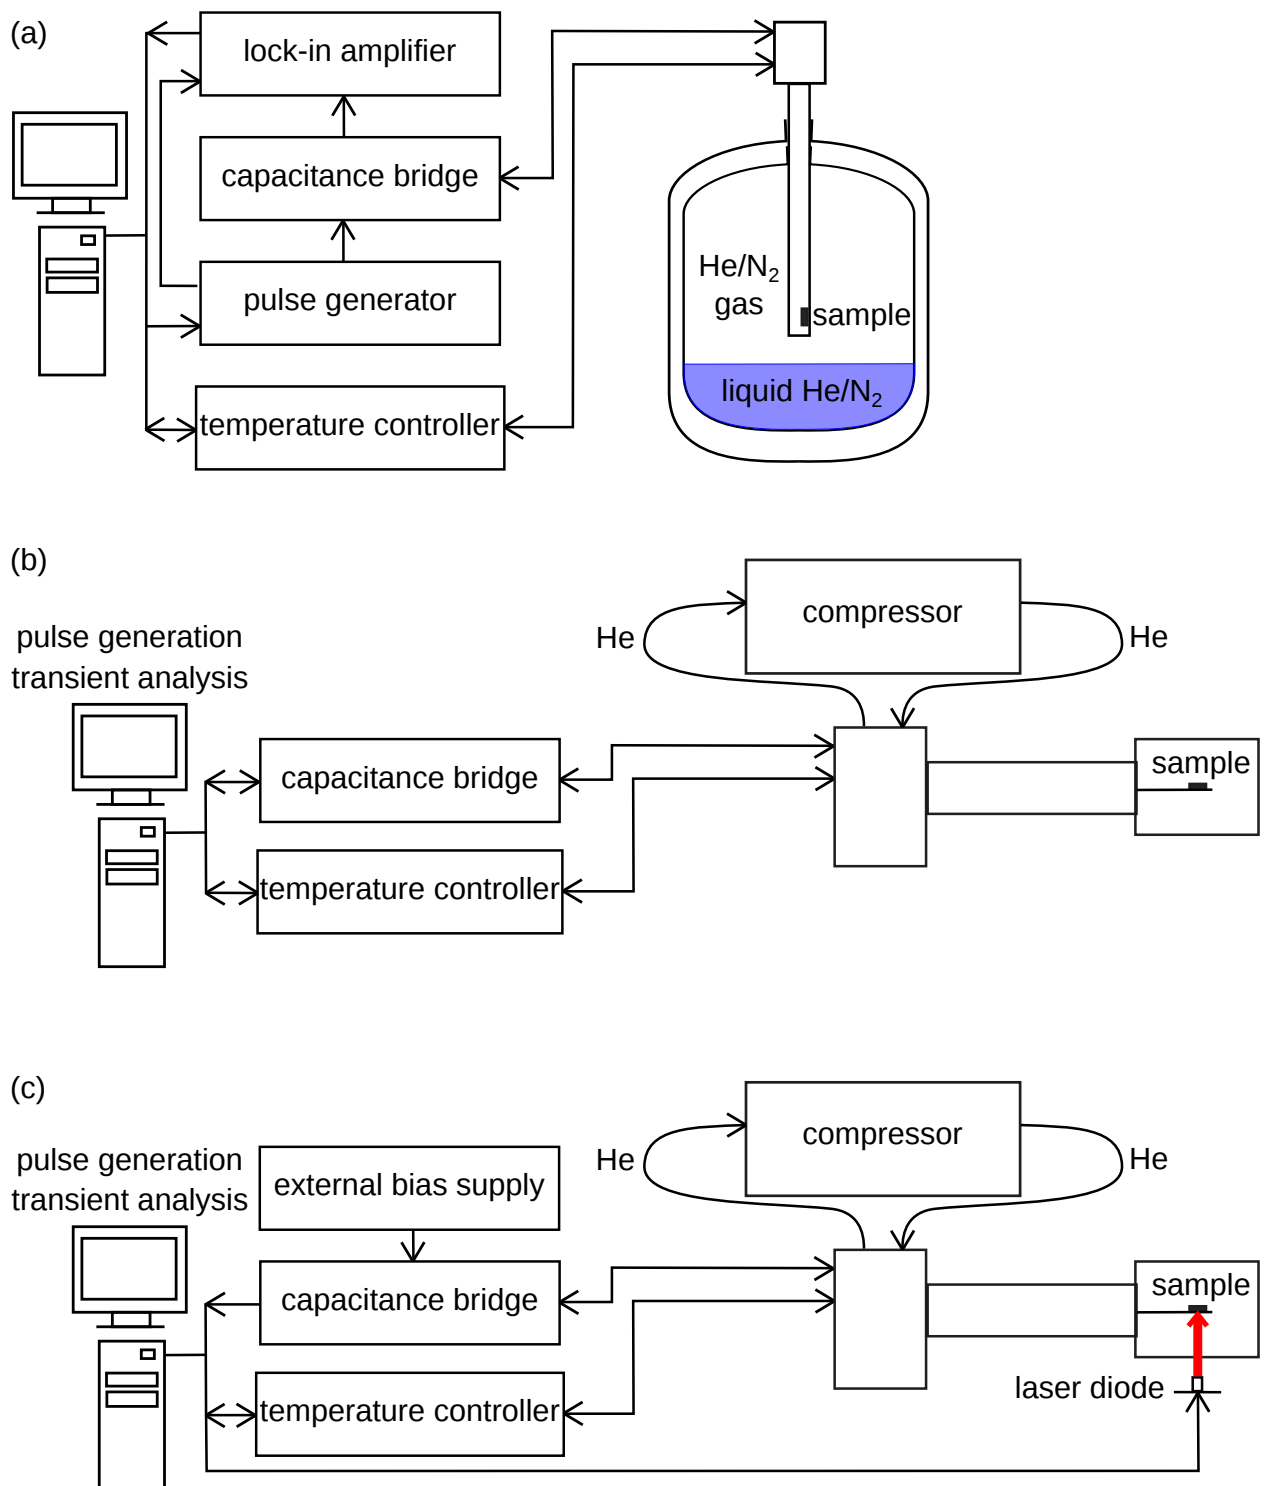 (a)
lock-in amplifier
capacitance bridge
pulse generator
temperature controller
He/N₂
gas
sample
liquid He/N₂
(b)
pulse generation
transient analysis
compressor
He
He
capacitance bridge
temperature controller
sample
(c)
pulse generation
transient analysis
external bias supply
capacitance bridge
temperature controller
compressor
He
He
sample
laser diode